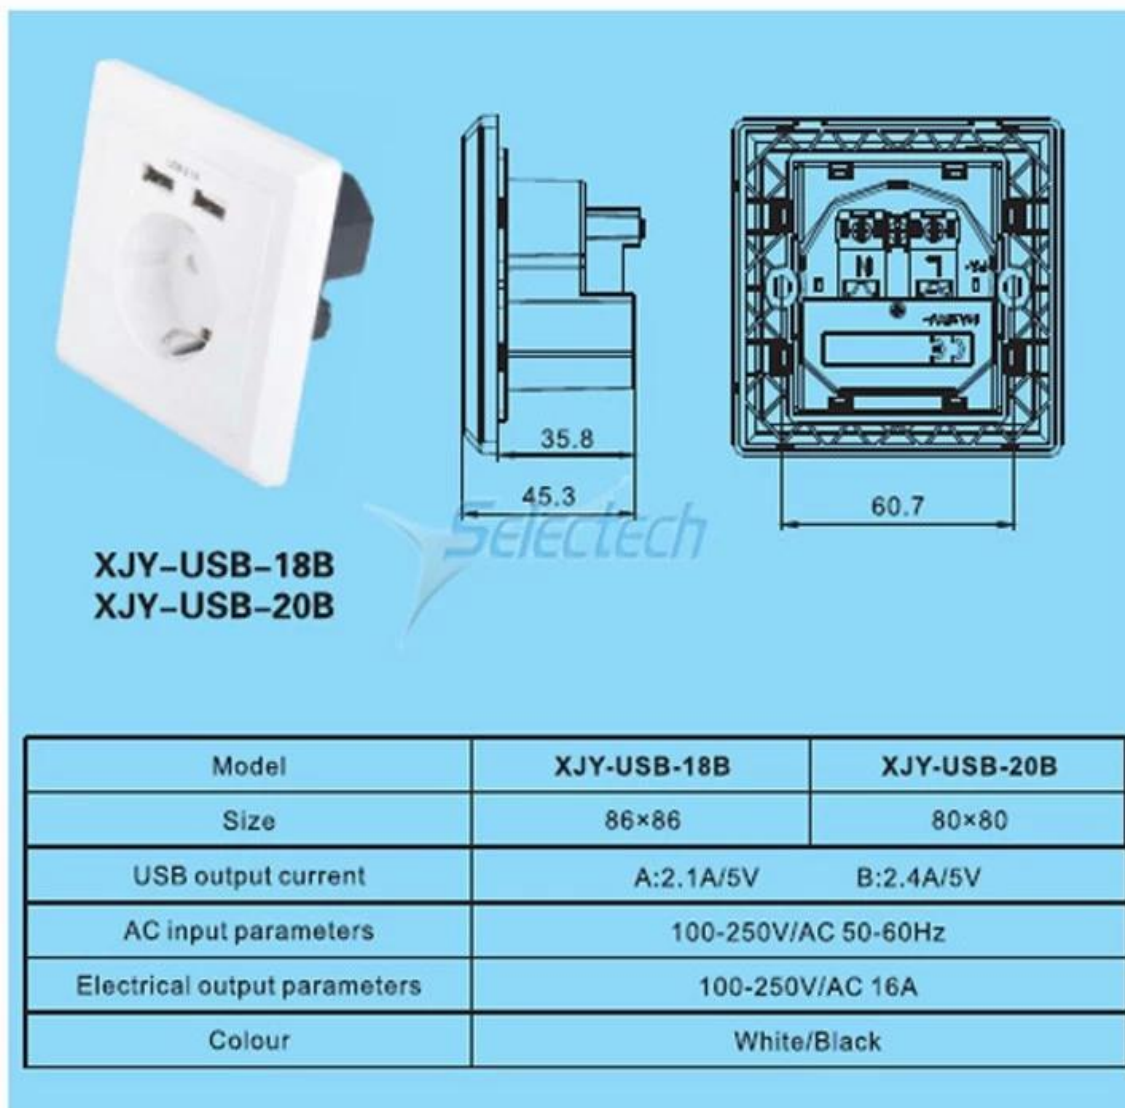 35.8
45.3
60.7
N
L
Selectech
XJY-USB-18B
XJY-USB-20B
Model XJY-USB-18B XJY-USB-20B
Size 86×86 80×80
USB output current A:2.1A/5V B:2.4A/5V
AC input parameters 100-250V/AC 50-60Hz
Electrical output parameters 100-250V/AC 16A
Colour White/Black